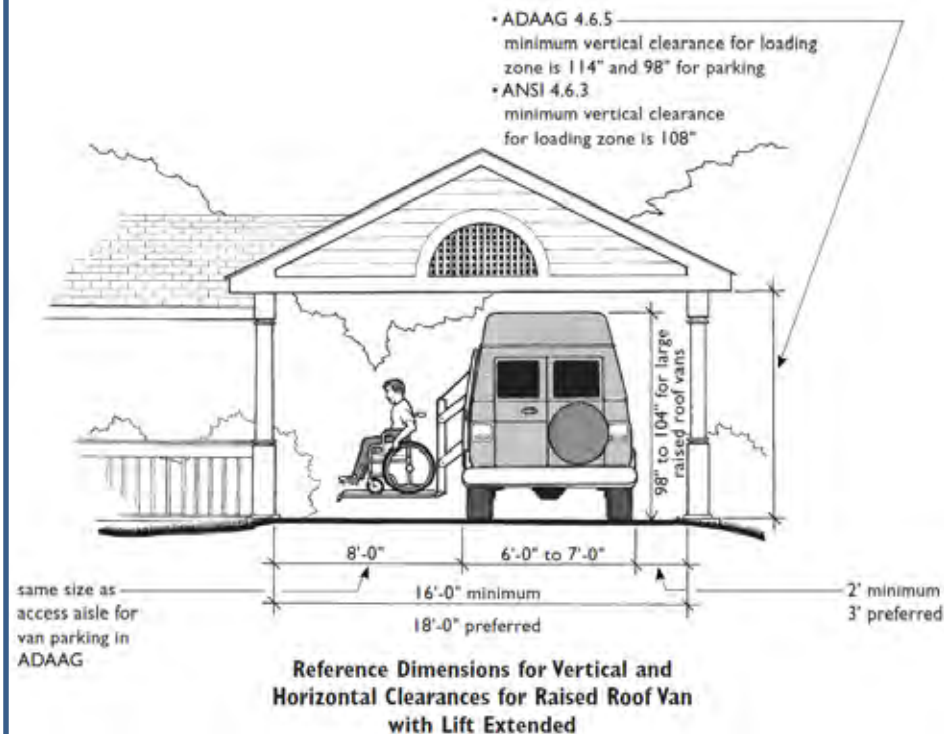 • ADAAG 4.6.5
minimum vertical clearance for loading
zone is 114" and 98" for parking
• ANSI 4.6.3
minimum vertical clearance
for loading zone is 108"
98" to 104" for large
raised roof vans
8'-0"
6'-0" to 7'-0"
same size as
access aisle for
van parking in
ADAAG
16'-0" minimum
18'-0" preferred
2' minimum
3' preferred
Reference Dimensions for Vertical and
Horizontal Clearances for Raised Roof Van
with Lift Extended